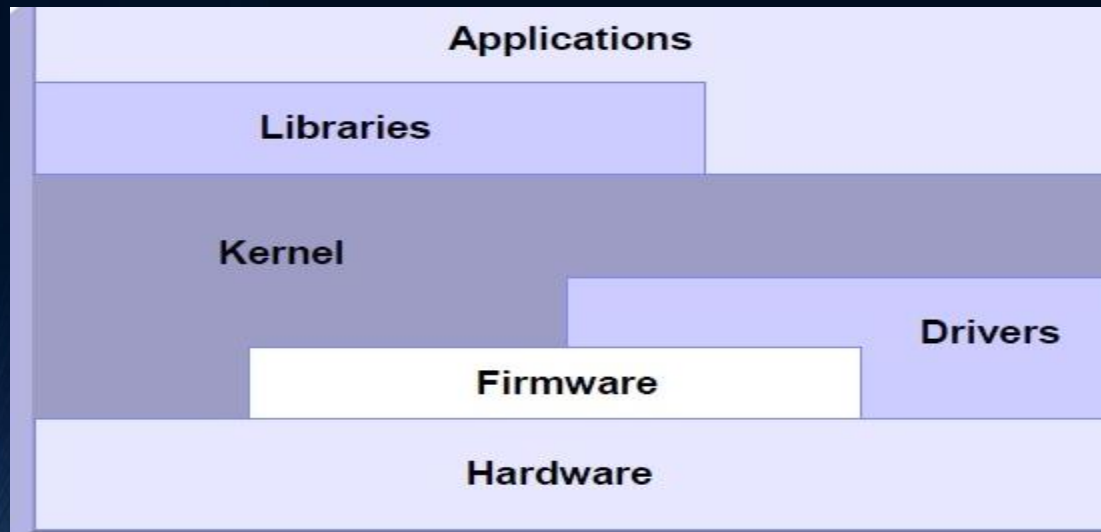 Applications
Libraries
Kernel
Drivers
Firmware
Hardware